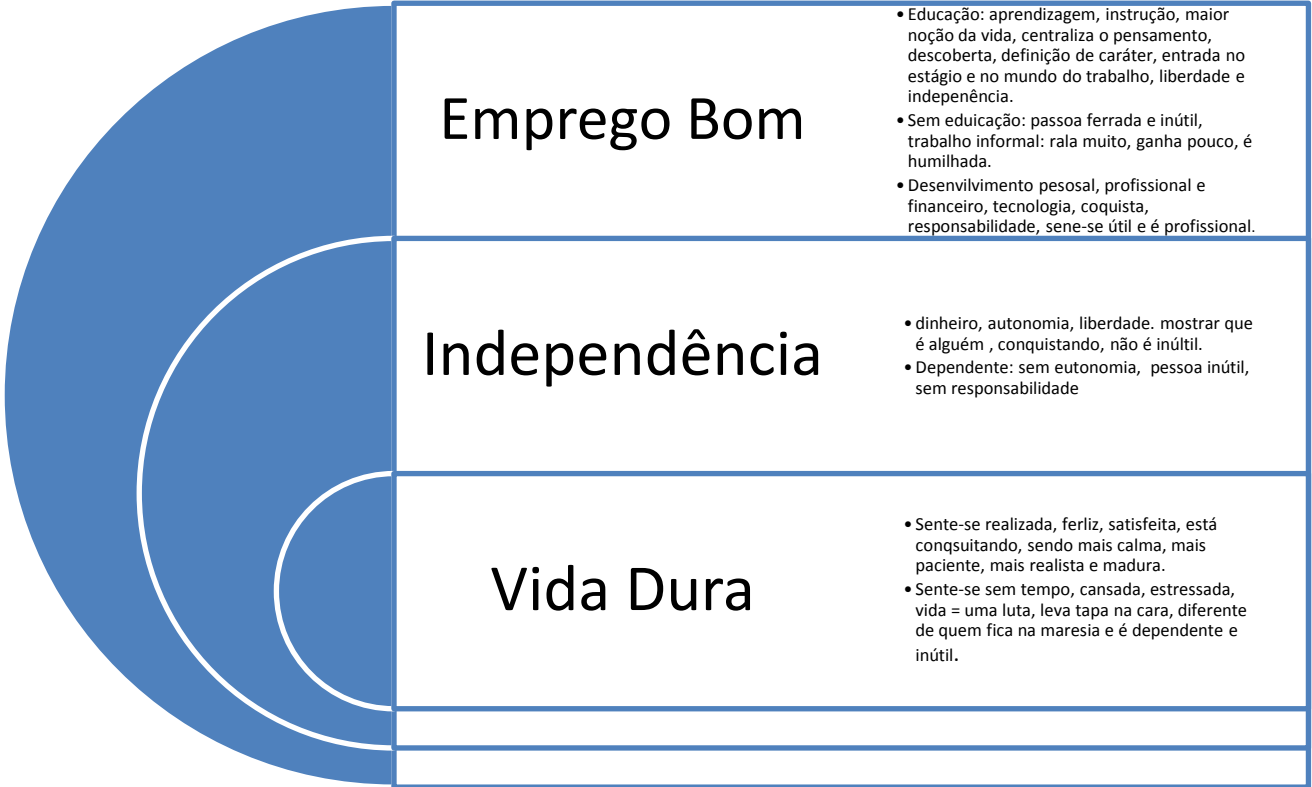 Emprego Bom
• Educação: aprendizagem, instrução, maior
noção da vida, centraliza o pensamento,
descoberta, definição de caráter, entrada no
estágio e no mundo do trabalho, liberdade e
indepenência.
• Sem eduicação: passoa ferrada e inútil,
trabalho informal: rala muito, ganha pouco, é
humilhada.
• Desenvilvimento pesosal, profissional e
financeiro, tecnologia, coquista,
responsabilidade, sene-se útil e é profissional.
Independência
• dinheiro, autonomia, liberdade. mostrar que
é alguém , conquistando, não é inúltil.
• Dependente: sem eutonomia, pessoa inútil,
sem responsabilidade
Vida Dura
• Sente-se realizada, ferliz, satisfeita, está
conqsuitando, sendo mais calma, mais
paciente, mais realista e madura.
• Sente-se sem tempo, cansada, estressada,
vida = uma luta, leva tapa na cara, diferente
de quem fica na maresia e é dependente e
inútil.